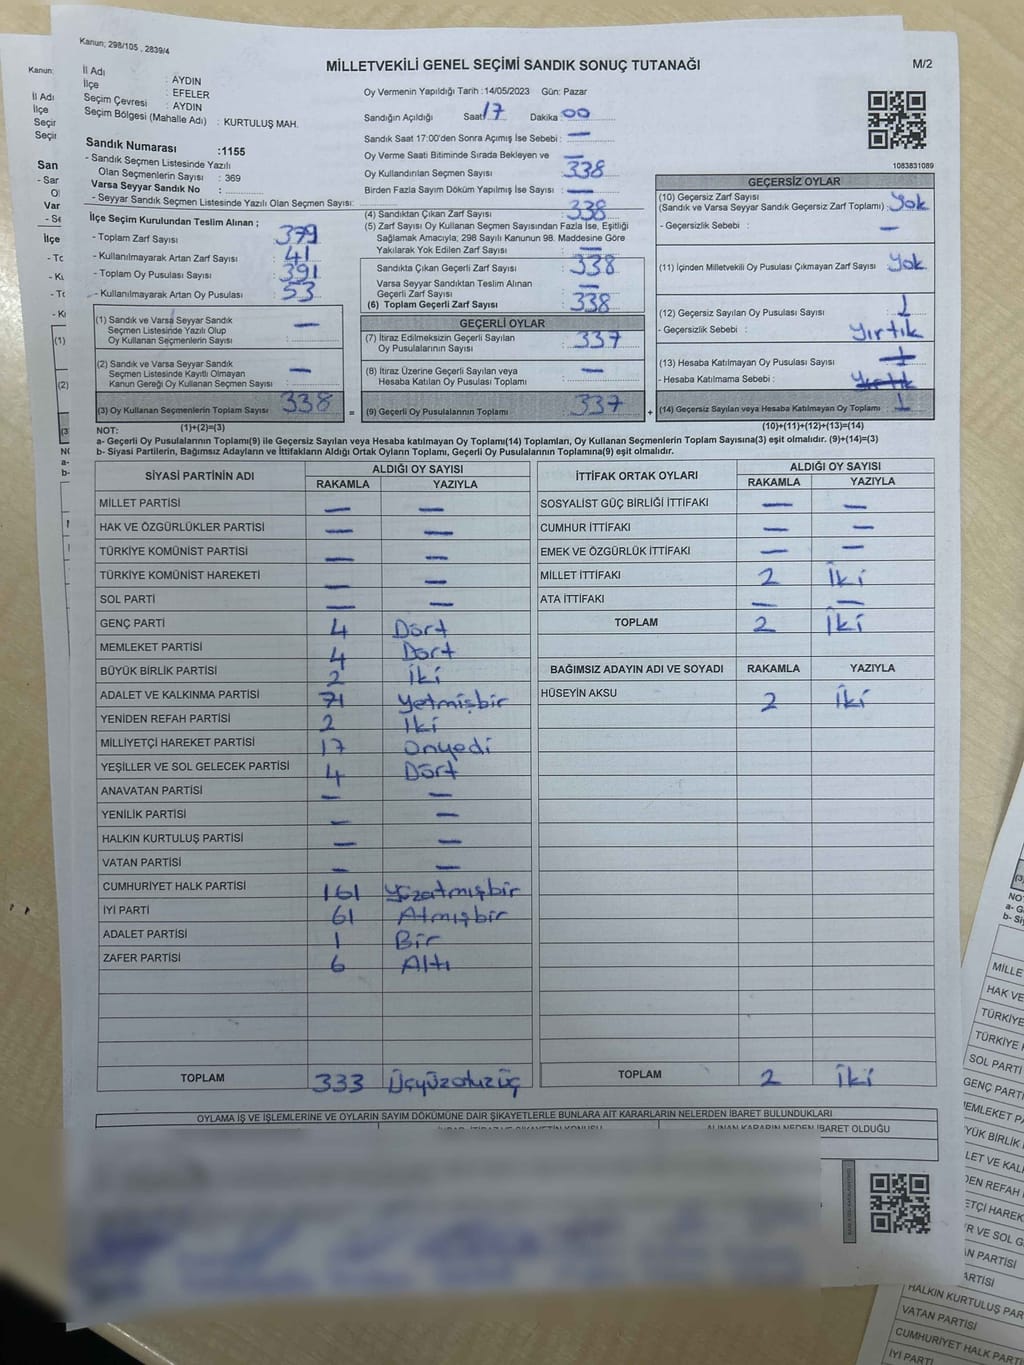 Kanun; 298/105 , 2839/4
MİLLETVEKİLİ GENEL SEÇİMİ SANDIK SONUÇ TUTANAĞI
M/2
İl Adı : AYDIN
İlçe : EFELER
Seçim Çevresi : AYDIN
Seçim Bölgesi (Mahalle Adı) : KURTULUŞ MAH.
Sandık Numarası :1155
- Sandık Seçmen Listesinde Yazılı
Olan Seçmenlerin Sayısı : 369
Varsa Seyyar Sandık No :
- Seyyar Sandık Seçmen Listesinde Yazılı Olan Seçmen Sayısı:
İlçe Seçim Kurulundan Teslim Alınan ;
- Toplam Zarf Sayısı : 379
- Kullanılmayarak Artan Zarf Sayısı : 41
- Toplam Oy Pusulası Sayısı : 391
- Kullanılmayarak Artan Oy Pusulası : 53
(1) Sandık ve Varsa Seyyar Sandık
Seçmen Listesinde Yazılı Olup
Oy Kullanan Seçmenlerin Sayısı : —
(2) Sandık ve Varsa Seyyar Sandık
Seçmen Listesinde Kayıtlı Olmayan
Kanun Gereği Oy Kullanan Seçmen Sayısı : —
(3) Oy Kullanan Seçmenlerin Toplam Sayısı : 338
Oy Vermenin Yapıldığı Tarih :14/05/2023 Gün: Pazar
Sandığın Açıldığı Saat 17 Dakika 00
Sandık Saat 17:00'den Sonra Açımış İse Sebebi : —
Oy Verme Saati Bitiminde Sırada Bekleyen ve —
Oy Kullandırılan Seçmen Sayısı : 338
Birden Fazla Sayım Döküm Yapılmış İse Sayısı : —
(4) Sandıktan Çıkan Zarf Sayısı : 338
(5) Zarf Sayısı Oy Kullanan Seçmen Sayısından Fazla İse, Eşitliği
Sağlamak Amacıyla; 298 Sayılı Kanunun 98. Maddesine Göre
Yakılarak Yok Edilen Zarf Sayısı : —
Sandıkta Çıkan Geçerli Zarf Sayısı : 338
Varsa Seyyar Sandıktan Teslim Alınan
Geçerli Zarf Sayısı : —
(6) Toplam Geçerli Zarf Sayısı : 338
GEÇERLİ OYLAR
(7) İtiraz Edilmeksizin Geçerli Sayılan
Oy Pusulalarının Sayısı : 337
(8) İtiraz Üzerine Geçerli Sayılan veya
Hesaba Katılan Oy Pusulası Toplamı : —
= (9) Geçerli Oy Pusulalarının Toplamı : 337 +
1083831089
GEÇERSİZ OYLAR
(10) Geçersiz Zarf Sayısı
(Sandık ve Varsa Seyyar Sandık Geçersiz Zarf Toplamı) : Yok
- Geçersizlik Sebebi : —
(11) İçinden Milletvekili Oy Pusulası Çıkmayan Zarf Sayısı : Yok
(12) Geçersiz Sayılan Oy Pusulası Sayısı : 1
- Geçersizlik Sebebi : Yırtık
(13) Hesaba Katılmayan Oy Pusulası Sayısı : 1
- Hesaba Katılmama Sebebi : Yırtık
(14) Geçersiz Sayılan veya Hesaba Katılmayan Oy Toplamı : 1
NOT: (1)+(2)=(3) (10)+(11)+(12)+(13)=(14)
a- Geçerli Oy Pusulalarının Toplamı(9) ile Geçersiz Sayılan veya Hesaba katılmayan Oy Toplamı(14) Toplamları, Oy Kullanan Seçmenlerin Toplam Sayısına(3) eşit olmalıdır. (9)+(14)=(3)
b- Siyasi Partilerin, Bağımsız Adayların ve İttifakların Aldığı Ortak Oyların Toplamı, Geçerli Oy Pusulalarının Toplamına(9) eşit olmalıdır.
SİYASİ PARTİNİN ADI ALDIĞI OY SAYISI
RAKAMLA YAZIYLA
MİLLET PARTİSİ — —
HAK VE ÖZGÜRLÜKLER PARTİSİ — —
TÜRKİYE KOMÜNİST PARTİSİ — —
TÜRKİYE KOMÜNİST HAREKETİ — —
SOL PARTİ — —
GENÇ PARTİ 4 Dört
MEMLEKET PARTİSİ 4 Dört
BÜYÜK BİRLİK PARTİSİ 2 İki
ADALET VE KALKINMA PARTİSİ 71 Yetmişbir
YENİDEN REFAH PARTİSİ 2 İki
MİLLİYETÇİ HAREKET PARTİSİ 17 Onyedi
YEŞİLLER VE SOL GELECEK PARTİSİ 4 Dört
ANAVATAN PARTİSİ — —
YENİLİK PARTİSİ — —
HALKIN KURTULUŞ PARTİSİ — —
VATAN PARTİSİ — —
CUMHURİYET HALK PARTİSİ 161 Yüzatmışbir
İYİ PARTİ 61 Atmışbir
ADALET PARTİSİ 1 Bir
ZAFER PARTİSİ 6 Altı
TOPLAM 333 Üçyüzotuzüç
İTTİFAK ORTAK OYLARI ALDIĞI OY SAYISI
RAKAMLA YAZIYLA
SOSYALİST GÜÇ BİRLİĞİ İTTİFAKI — —
CUMHUR İTTİFAKI — —
EMEK VE ÖZGÜRLÜK İTTİFAKI — —
MİLLET İTTİFAKI 2 İki
ATA İTTİFAKI — —
TOPLAM 2 İki
BAĞIMSIZ ADAYIN ADI VE SOYADI RAKAMLA YAZIYLA
HÜSEYİN AKSU 2 İki
TOPLAM 2 İki
OYLAMA İŞ VE İŞLEMLERİNE VE OYLARIN SAYIM DÖKÜMÜNE DAİR ŞİKAYETLERLE BUNLARA AİT KARARLARIN NELERDEN İBARET BULUNDUKLARI
ALINAN KARARIN NEDEN İBARET OLDUĞU